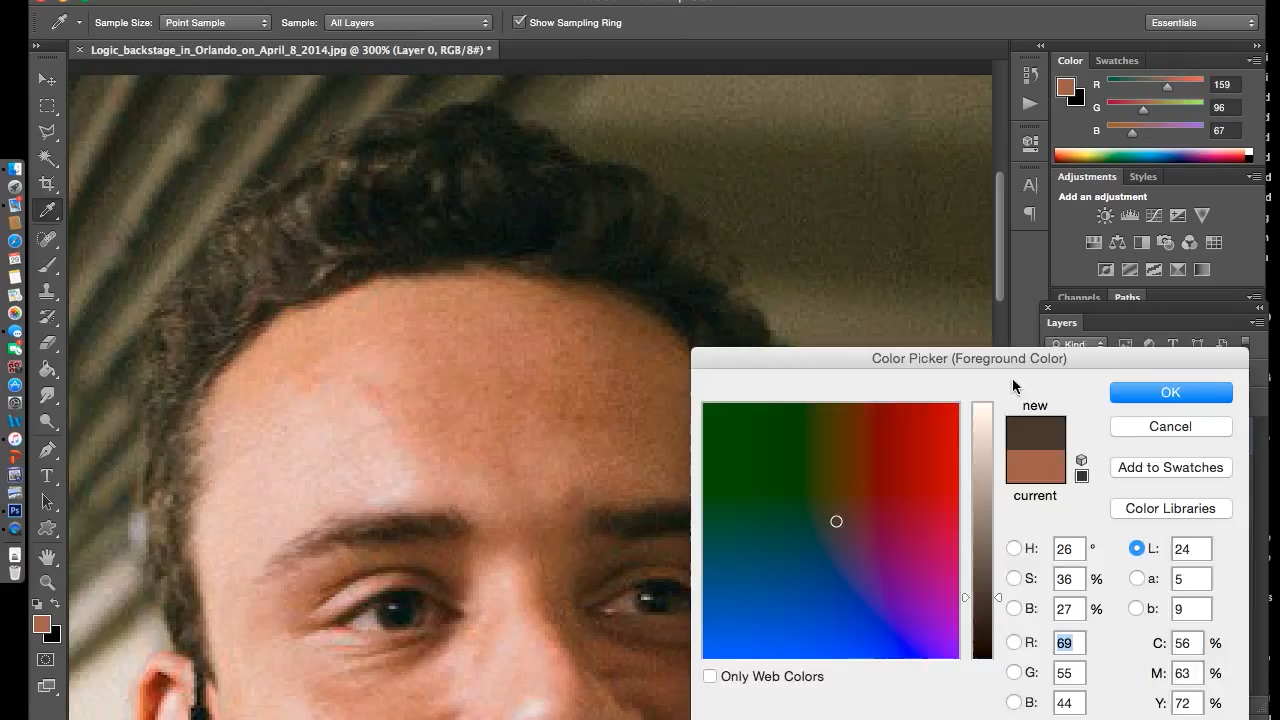 Sample Size: Point Sample Sample: All Layers Show Sampling Ring Essentials
Logic_backstage_in_Orlando_on_April_8_2014.jpg @ 300% (Layer 0, RGB/8#) *
Color Swatches
R 159
G 96
B 67
Adjustments Styles
Add an adjustment
Channels Paths
Layers
Kind
Color Picker (Foreground Color)
new
current
OK
Cancel
Add to Swatches
Color Libraries
H: 26 ° L: 24
S: 36 % a: 5
B: 27 % b: 9
R: 69 C: 56 %
G: 55 M: 63 %
B: 44 Y: 72 %
Only Web Colors